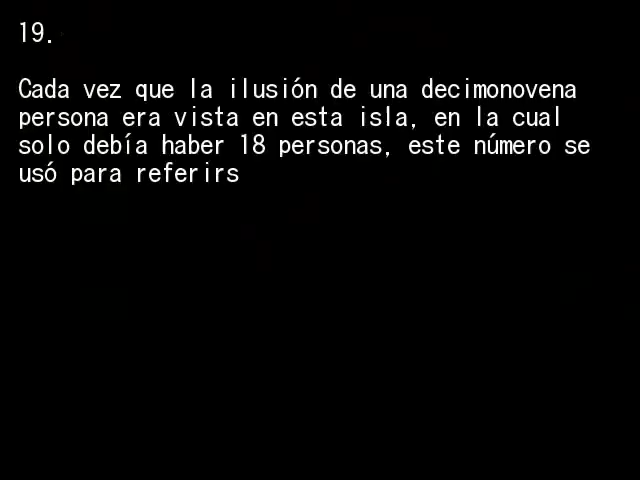 19.
Cada vez que la ilusión de una decimonovena
persona era vista en esta isla, en la cual
solo debía haber 18 personas, este número se
usó para referirs